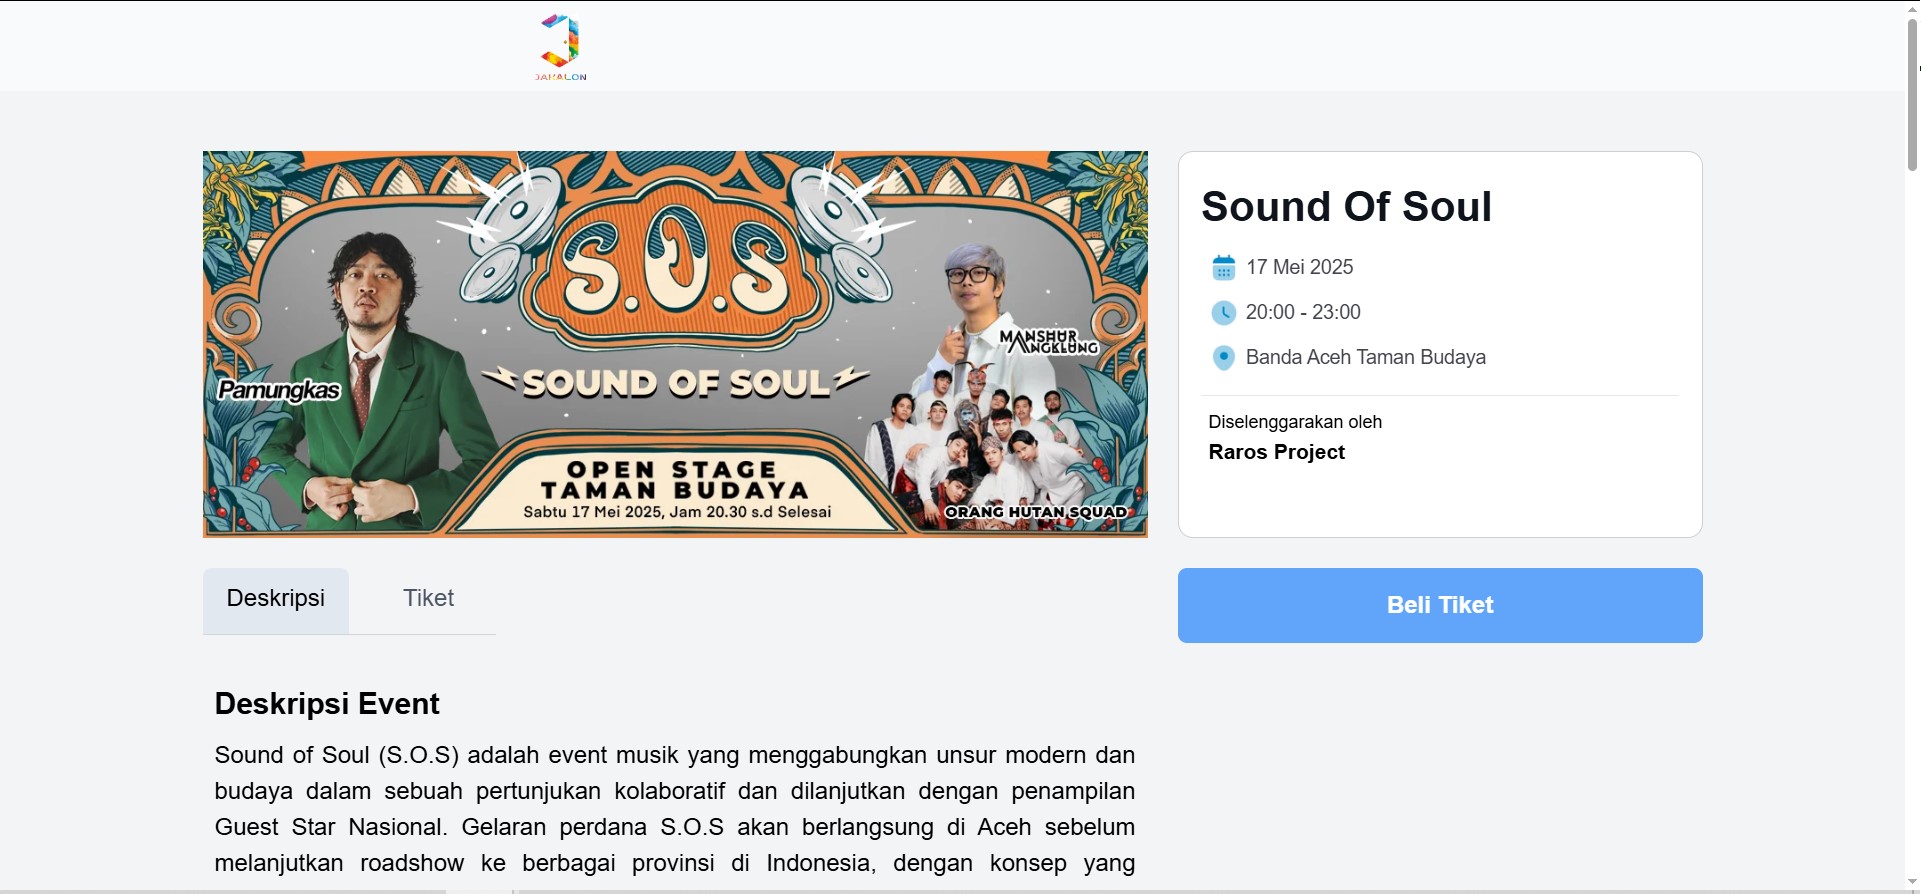 JAHALON
S.O.S
SOUND OF SOUL
Pamungkas
MANSHUR
ANGKLUNG
ORANG HUTAN SQUAD
OPEN STAGE
TAMAN BUDAYA
Sabtu 17 Mei 2025, Jam 20.30 s.d Selesai
Sound Of Soul
17 Mei 2025
20:00 - 23:00
Banda Aceh Taman Budaya
Diselenggarakan oleh
Raros Project
Deskripsi
Tiket
Beli Tiket
Deskripsi Event
Sound of Soul (S.O.S) adalah event musik yang menggabungkan unsur modern dan
budaya dalam sebuah pertunjukan kolaboratif dan dilanjutkan dengan penampilan
Guest Star Nasional. Gelaran perdana S.O.S akan berlangsung di Aceh sebelum
melanjutkan roadshow ke berbagai provinsi di Indonesia, dengan konsep yang